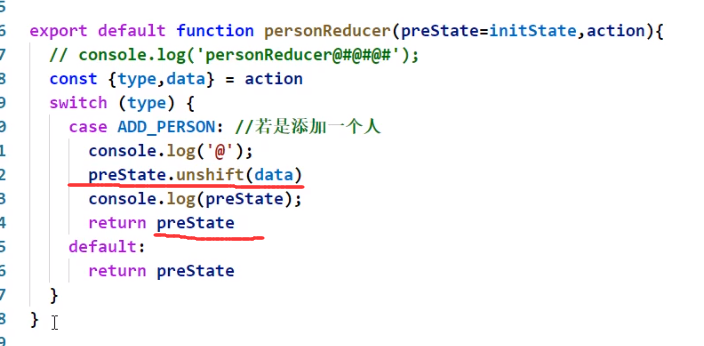 5
6 export default function personReducer(preState=initState,action){
7 // console.log('personReducer@#@#@#');
8 const {type,data} = action
9 switch (type) {
0 case ADD_PERSON: //若是添加一个人
1 console.log('@');
2 preState.unshift(data)
3 console.log(preState);
4 return preState
5 default:
6 return preState
7 }
8 }
9